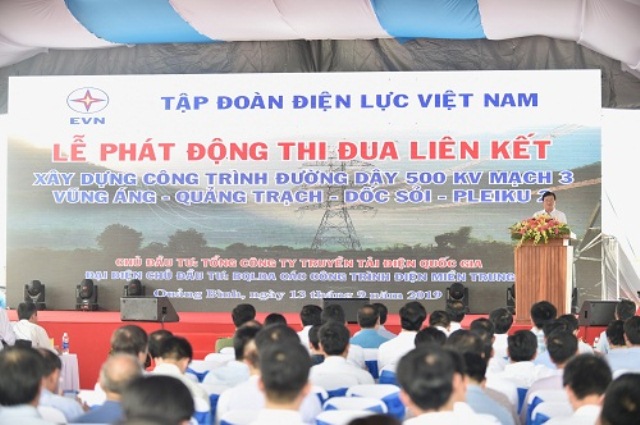 EVN
TẬP ĐOÀN ĐIỆN LỰC VIỆT NAM
LỄ PHÁT ĐỘNG THI ĐUA LIÊN KẾT
XÂY DỰNG CÔNG TRÌNH ĐƯỜNG DÂY 500 KV MẠCH 3
VŨNG ÁNG - QUẢNG TRẠCH - DỐC SỎI - PLEIKU 2
CHỦ ĐẦU TƯ: TỔNG CÔNG TY TRUYỀN TẢI ĐIỆN QUỐC GIA
ĐẠI DIỆN CHỦ ĐẦU TƯ: BQLDA CÁC CÔNG TRÌNH ĐIỆN MIỀN TRUNG
Quảng Bình, ngày 13 tháng 9 năm 2019